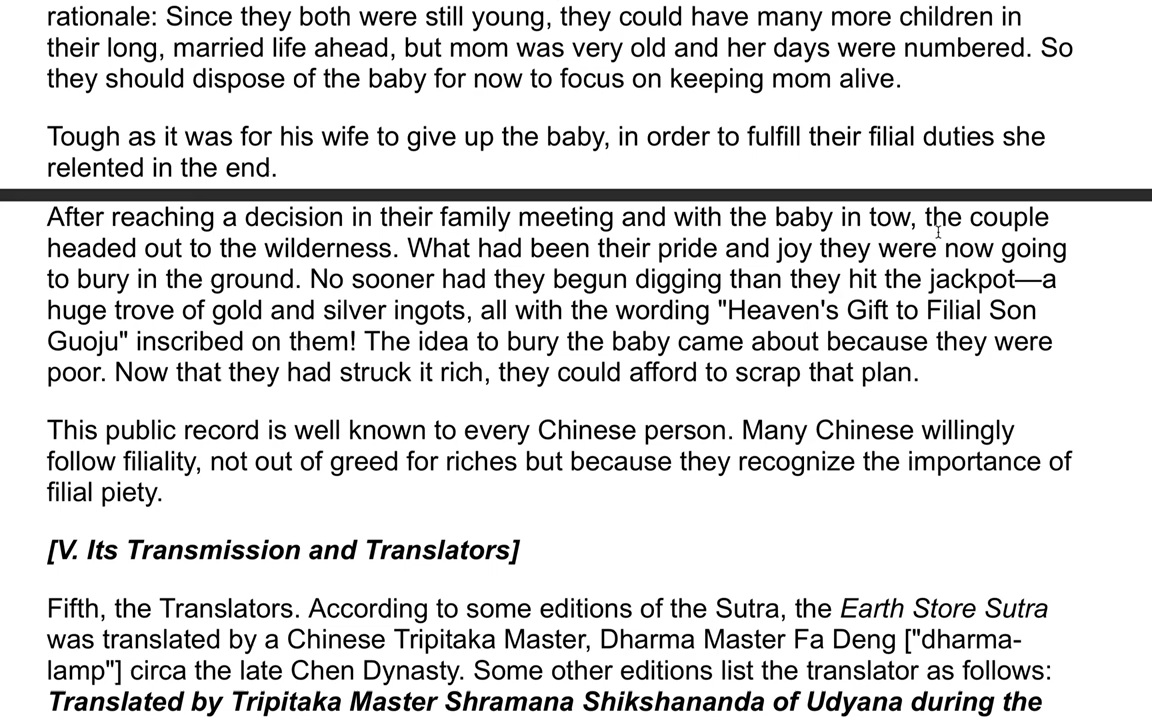 rationale: Since they both were still young, they could have many more children in
their long, married life ahead, but mom was very old and her days were numbered. So
they should dispose of the baby for now to focus on keeping mom alive.
Tough as it was for his wife to give up the baby, in order to fulfill their filial duties she
relented in the end.
After reaching a decision in their family meeting and with the baby in tow, the couple
headed out to the wilderness. What had been their pride and joy they were now going
to bury in the ground. No sooner had they begun digging than they hit the jackpot—a
huge trove of gold and silver ingots, all with the wording "Heaven's Gift to Filial Son
Guoju" inscribed on them! The idea to bury the baby came about because they were
poor. Now that they had struck it rich, they could afford to scrap that plan.
This public record is well known to every Chinese person. Many Chinese willingly
follow filiality, not out of greed for riches but because they recognize the importance of
filial piety.
[V. Its Transmission and Translators]
Fifth, the Translators. According to some editions of the Sutra, the Earth Store Sutra
was translated by a Chinese Tripitaka Master, Dharma Master Fa Deng ["dharma-
lamp"] circa the late Chen Dynasty. Some other editions list the translator as follows:
Translated by Tripitaka Master Shramana Shikshananda of Udyana during the